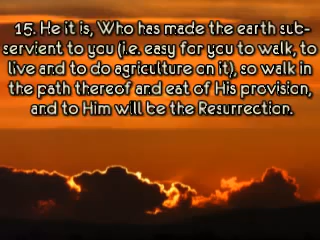 15. He it is, Who has made the earth sub-
servient to you (i.e. easy for you to walk, to
live and to do agriculture on it), so walk in
the path thereof and eat of His provision,
and to Him will be the Resurrection.